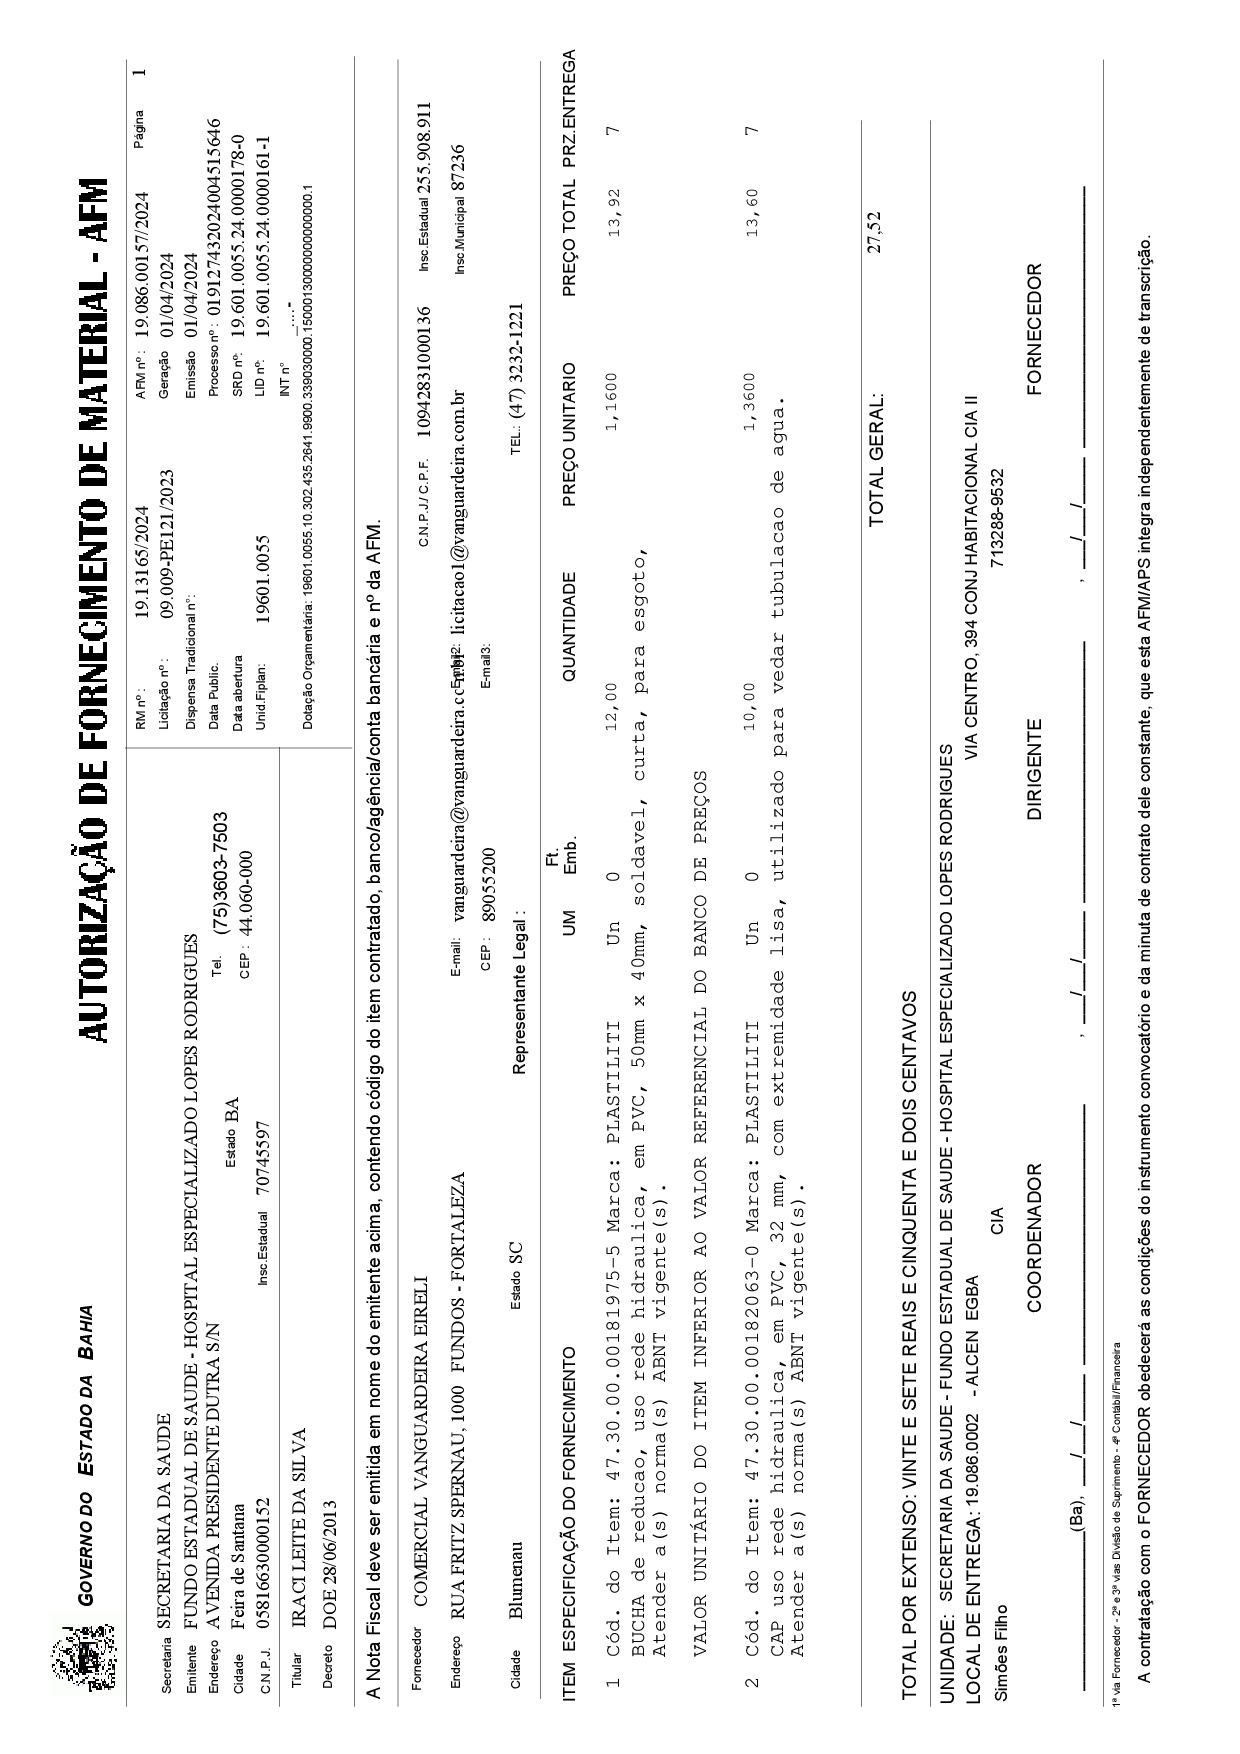 GOVERNO DO ESTADO DA BAHIA
AUTORIZAÇÃO DE FORNECIMENTO DE MATERIAL - AFM
RM nº : 19.13165/2024 AFM nº : 19.086.00157/2024 Página 1
Secretaria SECRETARIA DA SAUDE Licitação nº : 09.009-PE121/2023 Geração 01/04/2024
Emitente FUNDO ESTADUAL DE SAUDE - HOSPITAL ESPECIALIZADO LOPES RODRIGUES Dispensa Tradicional n°: Emissão 01/04/2024
Endereço AVENIDA PRESIDENTE DUTRA S/N Tel. (75)3603-7503 Data Public. Processo nº : 019127432024004515646
Cidade Feira de Santana Estado BA CEP : 44.060-000 Data abertura SRD nº: 19.601.0055.24.0000178-0
C.N.P.J. 05816630000152 Insc.Estadual 70745597 Unid.Fiplan: 19601.0055 LID nº: 19.601.0055.24.0000161-1
INT n° _....-
Titular IRACI LEITE DA SILVA Dotação Orçamentária: 19601.0055.10.302.435.2641.9900.339030000.15000130000000000000.1
Decreto DOE 28/06/2013
A Nota Fiscal deve ser emitida em nome do emitente acima, contendo código do item contratado, banco/agência/conta bancária e nº da AFM.
Fornecedor COMERCIAL VANGUARDEIRA EIRELI C.N.P.J./ C.P.F. 10942831000136 Insc.Estadual 255.908.911
Endereço RUA FRITZ SPERNAU, 1000 FUNDOS - FORTALEZA E-mail: vanguardeira@vanguardeira.com.br E-mail2: licitacao1@vanguardeira.com.br Insc.Municipal 87236
CEP : 89055200 E-mail3:
Cidade Blumenau Estado SC Representante Legal : TEL.: (47) 3232-1221
ITEM ESPECIFICAÇÃO DO FORNECIMENTO UM Ft. Emb. QUANTIDADE PREÇO UNITARIO PREÇO TOTAL PRZ.ENTREGA
1 Cód. do Item: 47.30.00.00181975-5 Marca: PLASTILITI Un 0 12,00 1,1600 13,92 7
BUCHA de reducao, uso rede hidraulica, em PVC, 50mm x 40mm, soldavel, curta, para esgoto,
Atender a(s) norma(s) ABNT vigente(s).
VALOR UNITÁRIO DO ITEM INFERIOR AO VALOR REFERENCIAL DO BANCO DE PREÇOS
2 Cód. do Item: 47.30.00.00182063-0 Marca: PLASTILITI Un 0 10,00 1,3600 13,60 7
CAP uso rede hidraulica, em PVC, 32 mm, com extremidade lisa, utilizado para vedar tubulacao de agua.
Atender a(s) norma(s) ABNT vigente(s).
TOTAL GERAL: 27,52
TOTAL POR EXTENSO: VINTE E SETE REAIS E CINQUENTA E DOIS CENTAVOS
UNIDADE: SECRETARIA DA SAUDE - FUNDO ESTADUAL DE SAUDE - HOSPITAL ESPECIALIZADO LOPES RODRIGUES
LOCAL DE ENTREGA: 19.086.0002 - ALCEN EGBA VIA CENTRO, 394 CONJ HABITACIONAL CIA II
Simões Filho CIA 713288-9532
COORDENADOR DIRIGENTE FORNECEDOR
_________________(Ba), ___/___/_____ ____________________________ , ___/___/_____ ____________________________ , ___/___/_____ ____________________________
1ª via Fornecedor - 2ª e 3ª vias Divisão de Suprimento - 4ª Contábil/Financeira
A contratação com o FORNECEDOR obedecerá as condições do instrumento convocatório e da minuta de contrato dele constante, que esta AFM/APS integra independentemente de transcrição.